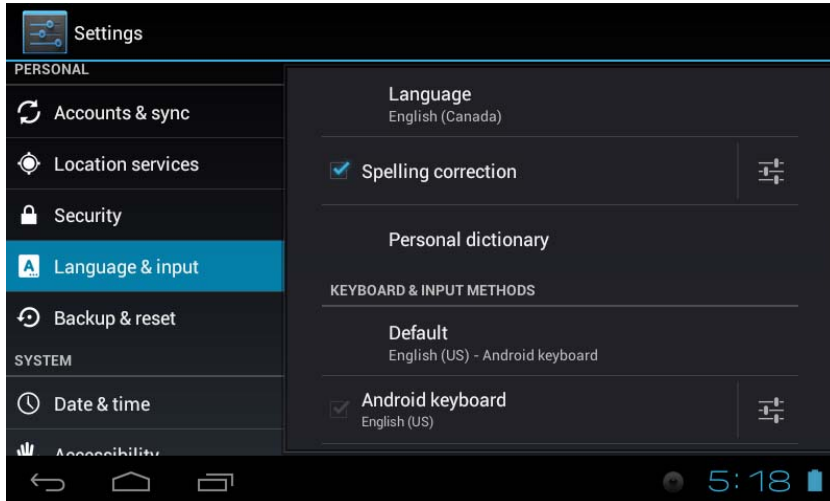 Settings
PERSONAL
Accounts & sync
Location services
Security
Language & input
Backup & reset
SYSTEM
Date & time
Accessibility
Language
English (Canada)
Spelling correction
Personal dictionary
KEYBOARD & INPUT METHODS
Default
English (US) - Android keyboard
Android keyboard
English (US)
5:18